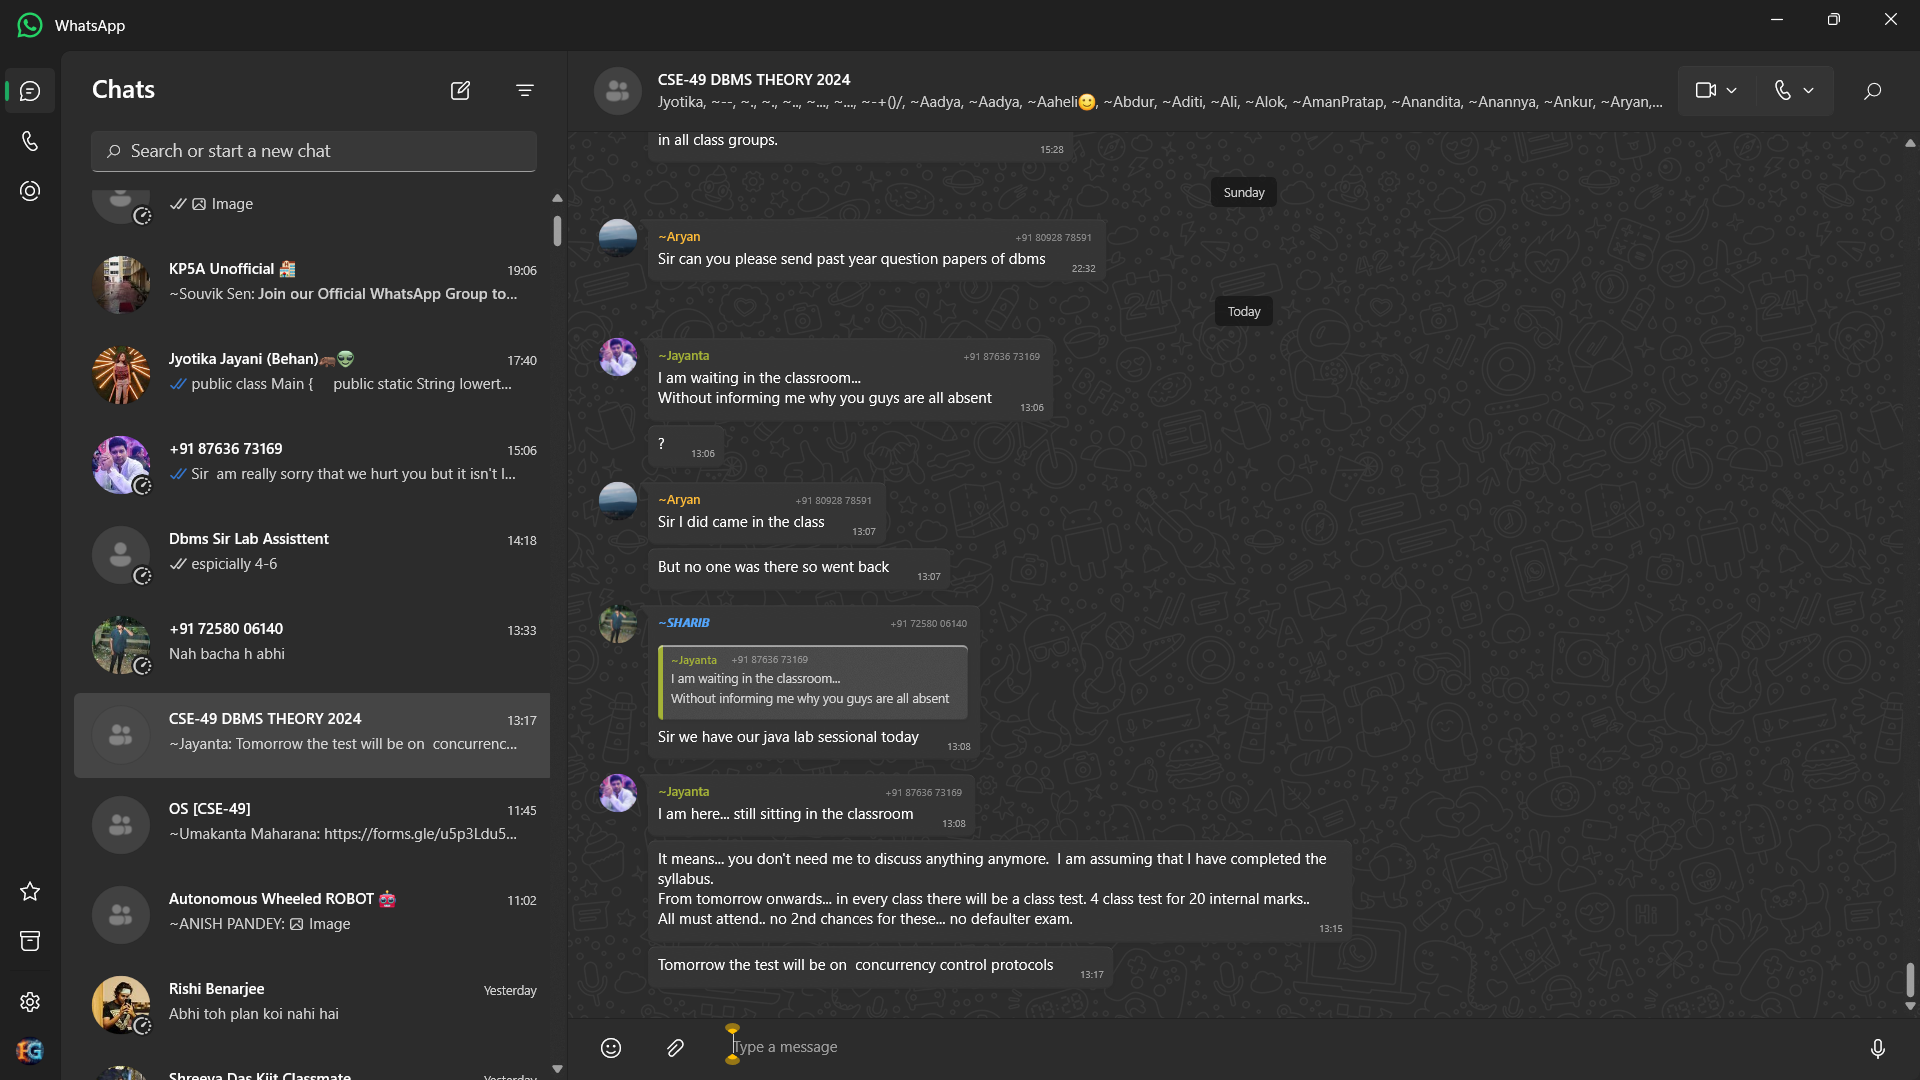 WhatsApp
Chats
Search or start a new chat
Image
KP5A Unofficial 🏪
19:06
~Souvik Sen: Join our Official WhatsApp Group to...
Jyotika Jayani (Behan)🐗👽
17:40
public class Main { public static String lowert...
+91 87636 73169
15:06
Sir am really sorry that we hurt you but it isn't l...
Dbms Sir Lab Assisttent
14:18
espicially 4-6
+91 72580 06140
13:33
Nah bacha h abhi
CSE-49 DBMS THEORY 2024
13:17
~Jayanta: Tomorrow the test will be on concurrenc...
OS [CSE-49]
11:45
~Umakanta Maharana: https://forms.gle/u5p3Ldu5...
Autonomous Wheeled ROBOT 🤖
11:02
~ANISH PANDEY: Image
Rishi Benarjee
Yesterday
Abhi toh plan koi nahi hai
Shreeya Das Kiit Classmate
Yesterday
CSE-49 DBMS THEORY 2024
Jyotika, ~--, ~., ~., ~.., ~..., ~..., ~-+()/, ~Aadya, ~Aadya, ~Aaheli🙂, ~Abdur, ~Aditi, ~Ali, ~Alok, ~AmanPratap, ~Anandita, ~Anannya, ~Ankur, ~Aryan,...
in all class groups.
15:28
Sunday
~Aryan
+91 80928 78591
Sir can you please send past year question papers of dbms
22:32
Today
~Jayanta
+91 87636 73169
I am waiting in the classroom...
Without informing me why you guys are all absent
13:06
?
13:06
~Aryan
+91 80928 78591
Sir I did came in the class
13:07
But no one was there so went back
13:07
~SHARIB
+91 72580 06140
~Jayanta +91 87636 73169
I am waiting in the classroom...
Without informing me why you guys are all absent
Sir we have our java lab sessional today
13:08
~Jayanta
+91 87636 73169
I am here... still sitting in the classroom
13:08
It means... you don't need me to discuss anything anymore. I am assuming that I have completed the
syllabus.
From tomorrow onwards... in every class there will be a class test. 4 class test for 20 internal marks..
All must attend.. no 2nd chances for these... no defaulter exam.
13:15
Tomorrow the test will be on concurrency control protocols
13:17
Type a message